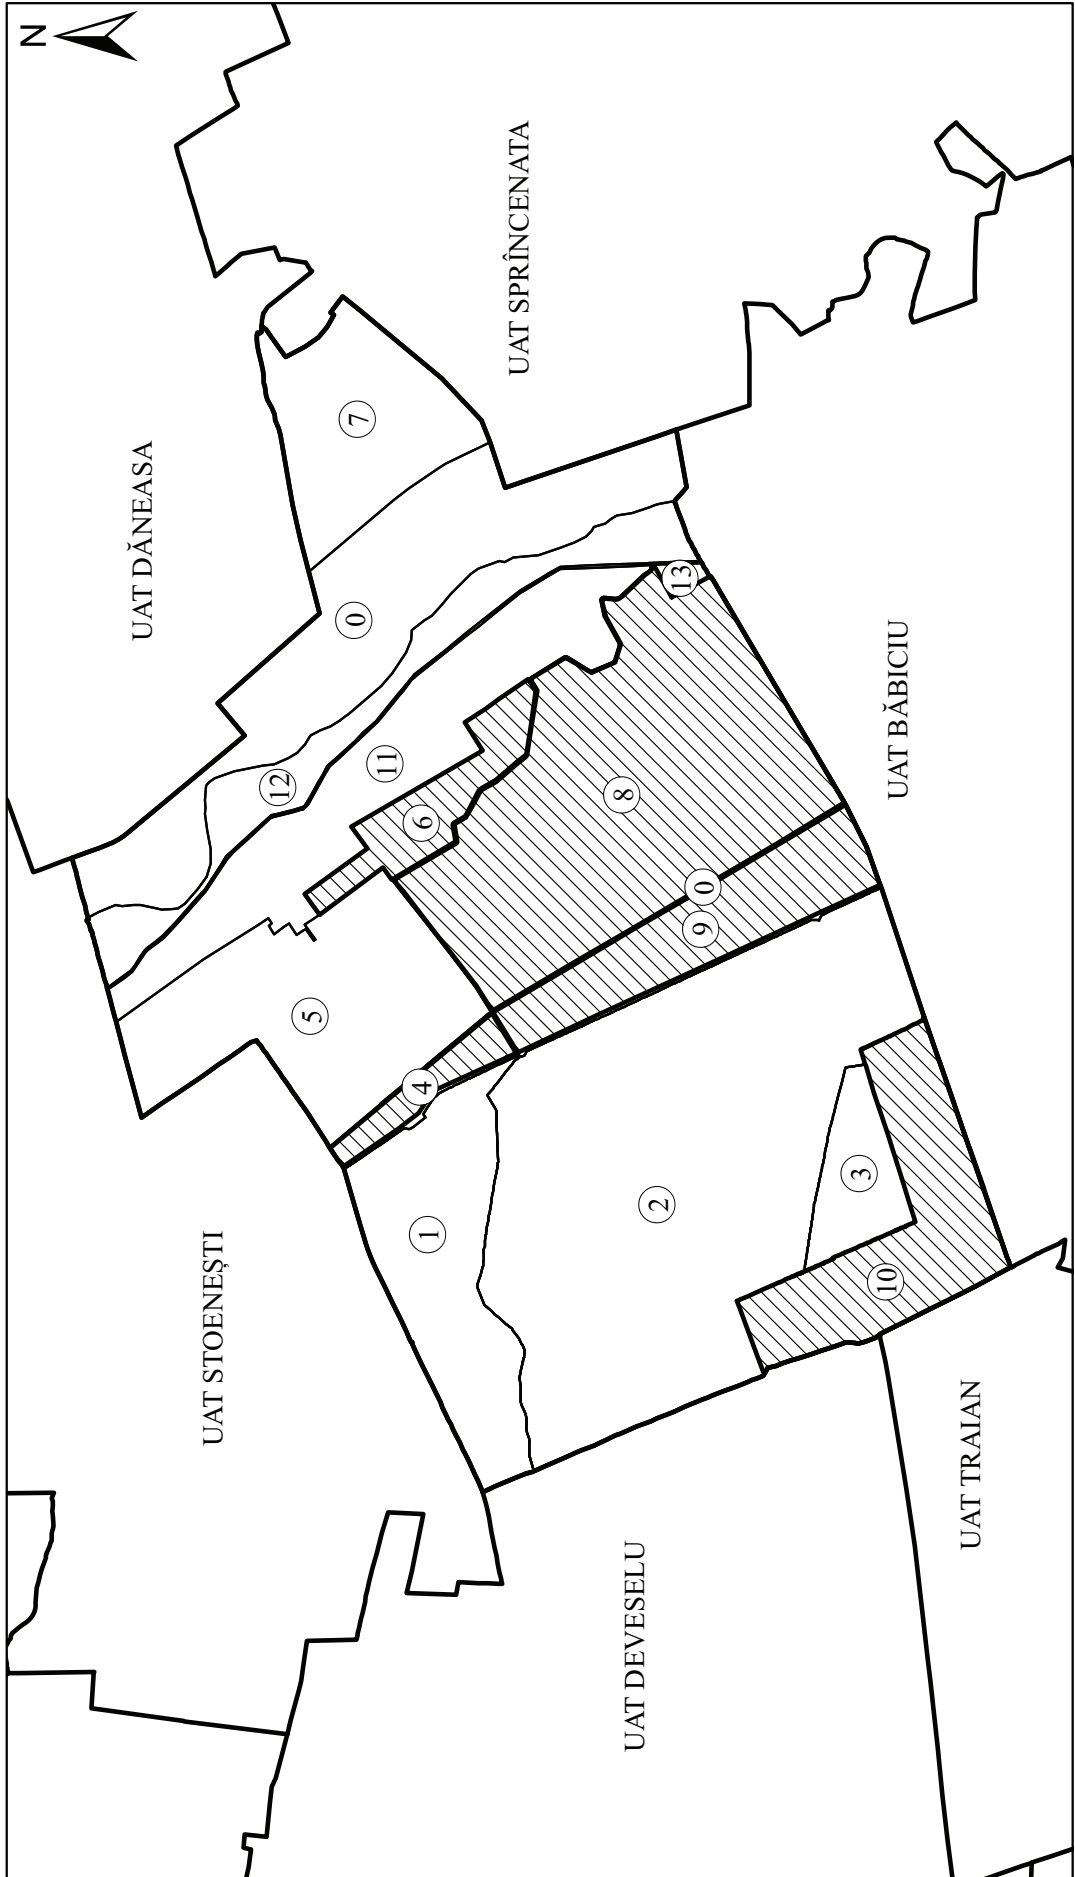 N
UAT DĂNEASA
UAT SPRÎNCENATA
UAT STOENEȘTI
UAT BĂBICIU
UAT DEVESELU
UAT TRAIAN
7
0
12
11
13
6
8
0
9
5
4
1
2
3
10